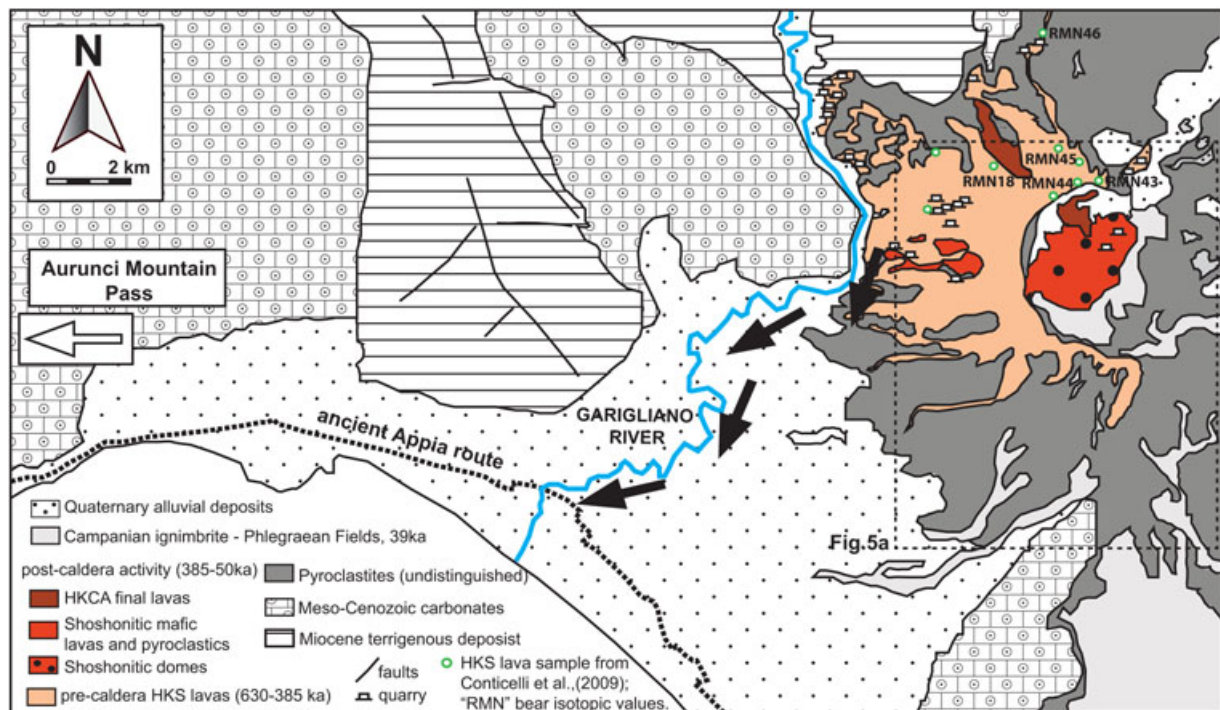 N
0 2 km
Aurunci Mountain
Pass
RMN46
RMN45
RMN18
RMN44
RMN43
GARIGLIANO
RIVER
ancient Appia route
Fig.5a
Quaternary alluvial deposits
Campanian ignimbrite - Phlegraean Fields, 39ka
post-caldera activity (385-50ka)
HKCA final lavas
Shoshonitic mafic
lavas and pyroclastics
Shoshonitic domes
pre-caldera HKS lavas (630-385 ka)
Pyroclastites (undistinguished)
Meso-Cenozoic carbonates
Miocene terrigenous deposist
faults
quarry
HKS lava sample from
Conticelli et al.,(2009);
"RMN" bear isotopic values.